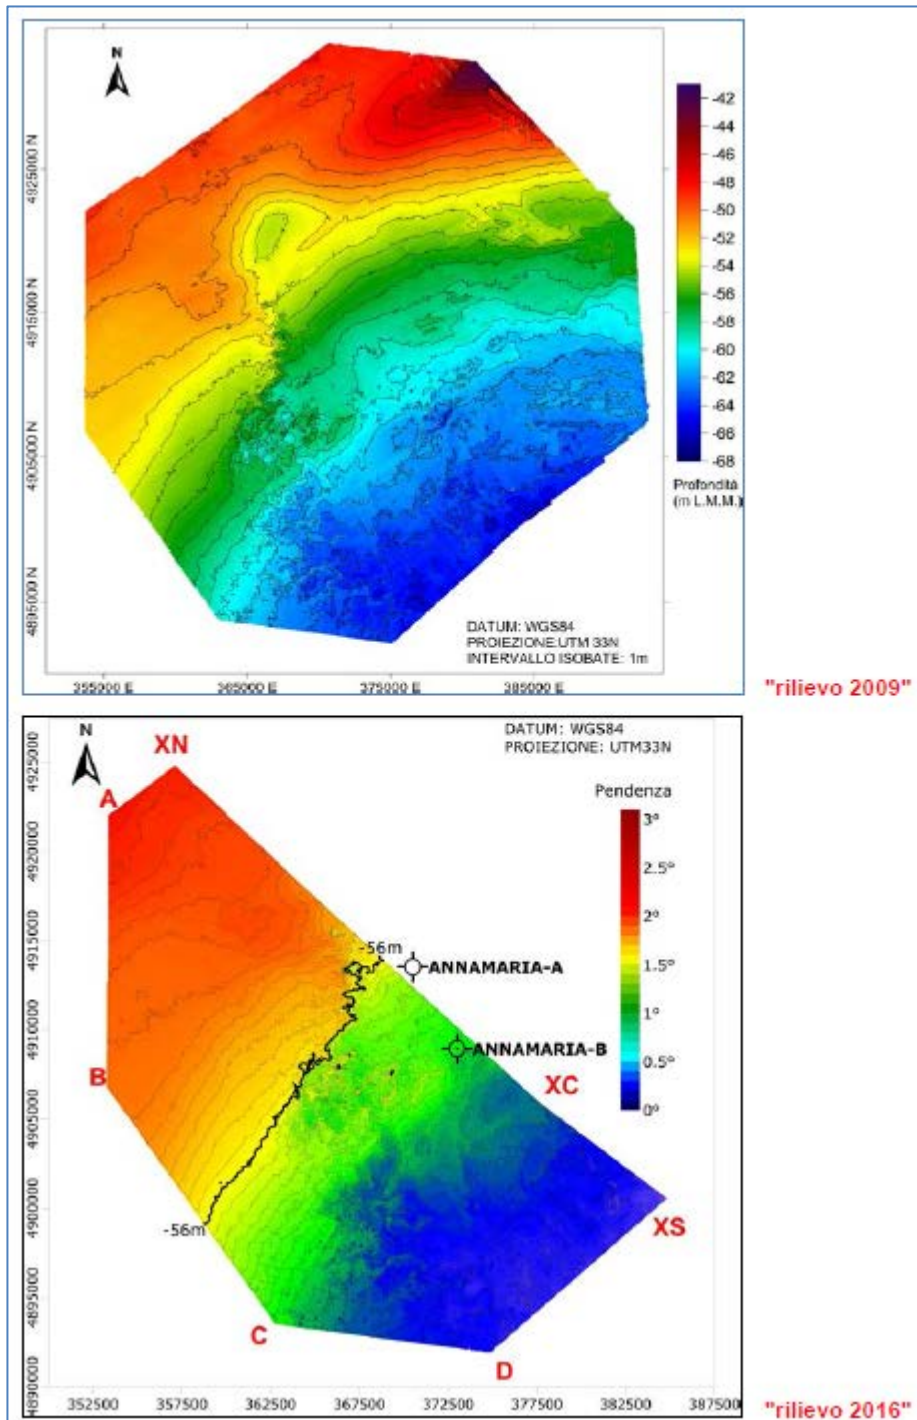 N
4925000 N
4915000 N
4905000 N
4895000 N
355000 E
365000 E
375000 E
389000 E
-42
-44
-46
-48
-50
-52
-54
-56
-58
-60
-62
-64
-66
-68
Profondità
(m L.M.M.)
DATUM: WGS84
PROIEZIONE:UTM 33N
INTERVALLO ISOBATE: 1m
"rilievo 2009"
N
XN
A
B
C
D
XC
XS
DATUM: WGS84
PROIEZIONE: UTM33N
Pendenza
3°
2.5°
2°
1.5°
1°
0.5°
0°
-56m
ANNAMARIA-A
ANNAMARIA-B
-56m
4925000
4920000
4915000
4910000
4905000
4900000
4895000
4890000
352500
357500
362500
367500
372500
377500
382500
387500
"rilievo 2016"